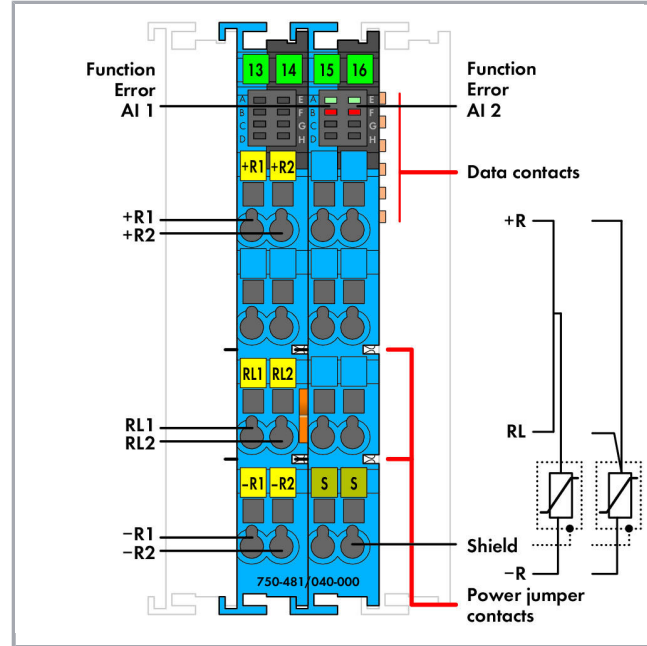 Function
Error
AI 1
13 14 15 16
Function
Error
AI 2
A E A E
B F B F
C G C G
D H D H
+R1 +R2
Data contacts
+R1
+R2
+R
RL1 RL2
RL1
RL2
RL
-R1 -R2 S S
−R1
−R2
Shield
−R
750-481/040-000
Power jumper
contacts